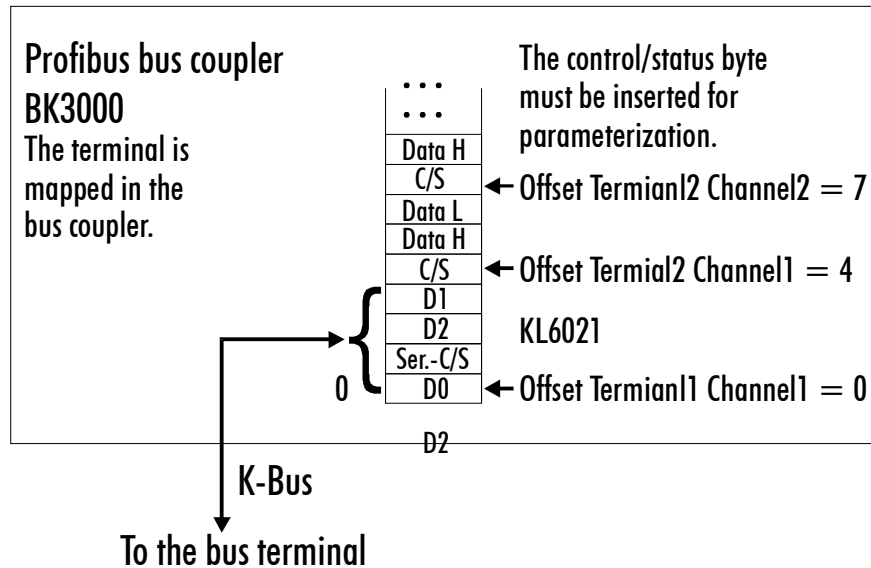 Profibus bus coupler
BK3000
The terminal is
mapped in the
bus coupler.
The control/status byte
must be inserted for
parameterization.
• • •
• • •
Data H
C/S
Data L
Data H
C/S
D1
D2
Ser.-C/S
D0
D2
Offset Termianl2 Channel2 = 7
Offset Termial2 Channel1 = 4
KL6021
0
Offset Termianl1 Channel1 = 0
K-Bus
To the bus terminal